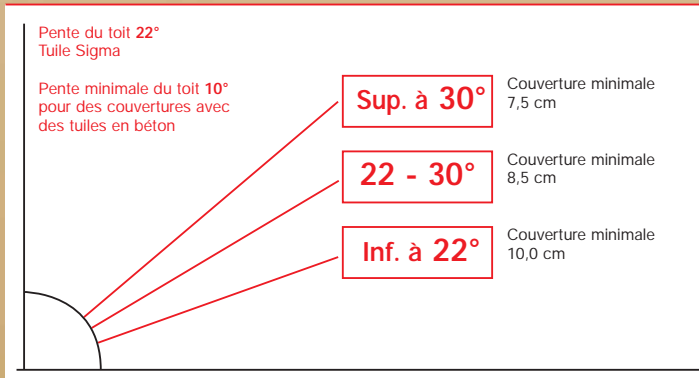 Pente du toit 22°
Tuile Sigma
Pente minimale du toit 10°
pour des couvertures avec
des tuiles en béton
Sup. à 30°
Couverture minimale
7,5 cm
22 - 30°
Couverture minimale
8,5 cm
Inf. à 22°
Couverture minimale
10,0 cm